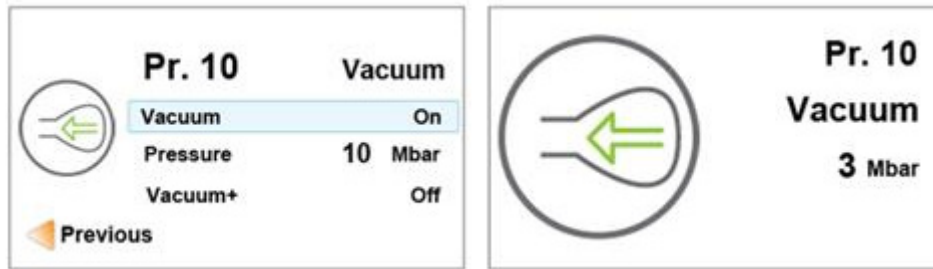 Pr. 10 Vacuum
Vacuum On
Pressure 10 Mbar
Vacuum+ Off
Previous
Pr. 10
Vacuum
3 Mbar